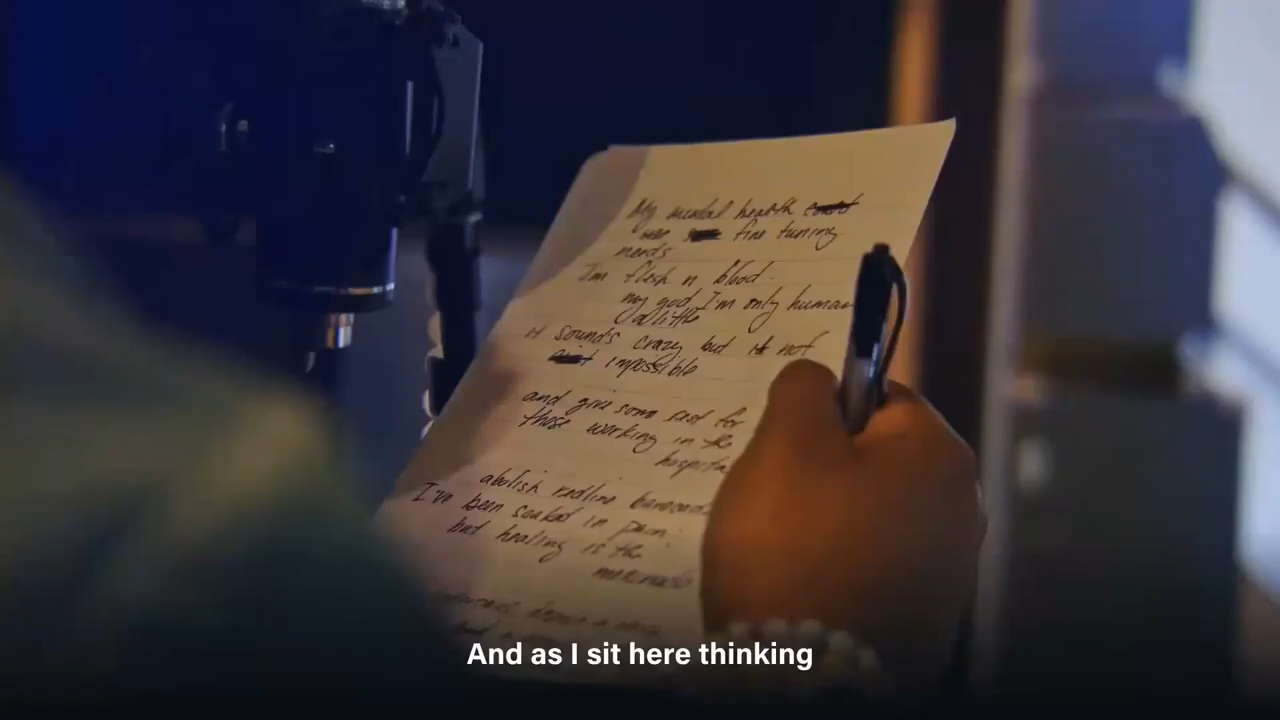 My mental health
fine tuning
needs
I'm flesh n blood.
my god I'm only human
a little
it sounds crazy but it not
impossible
and give some rest for
those working in the
abolish redline
I've been soaked in pain
but healing is the
And as I sit here thinking